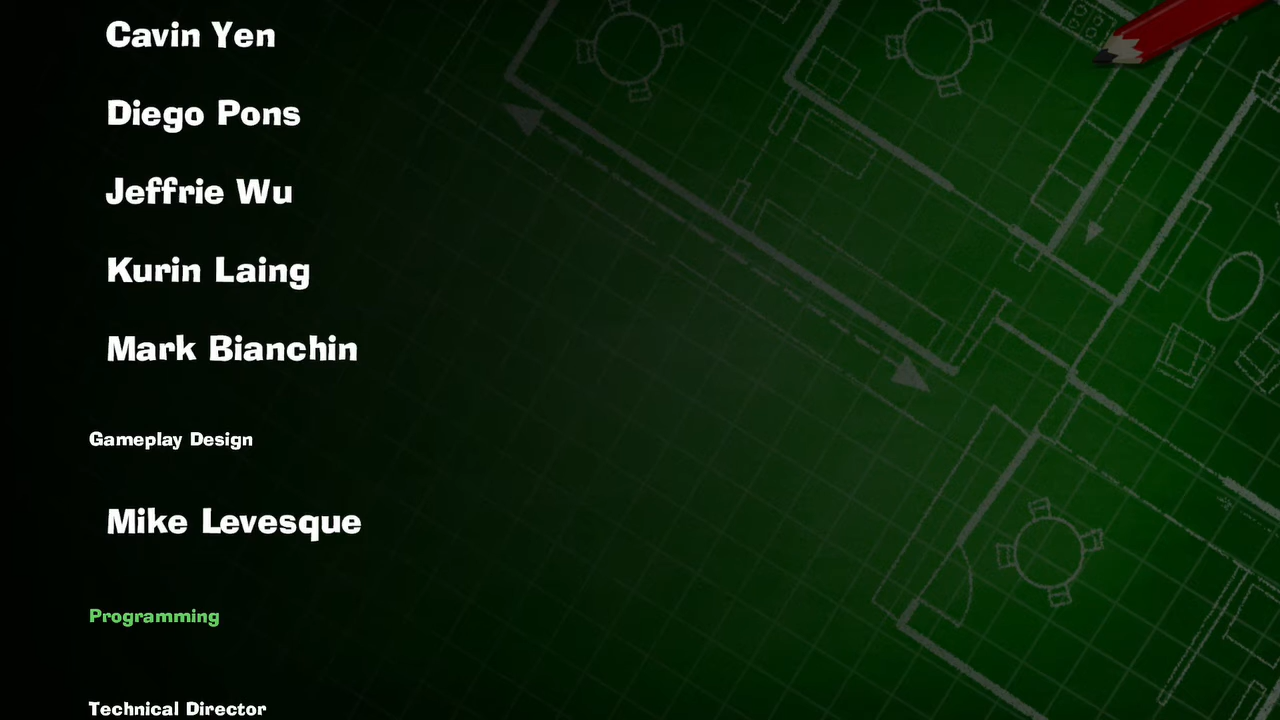 Cavin Yen
Diego Pons
Jeffrie Wu
Kurin Laing
Mark Bianchin
Gameplay Design
Mike Levesque
Programming
Technical Director